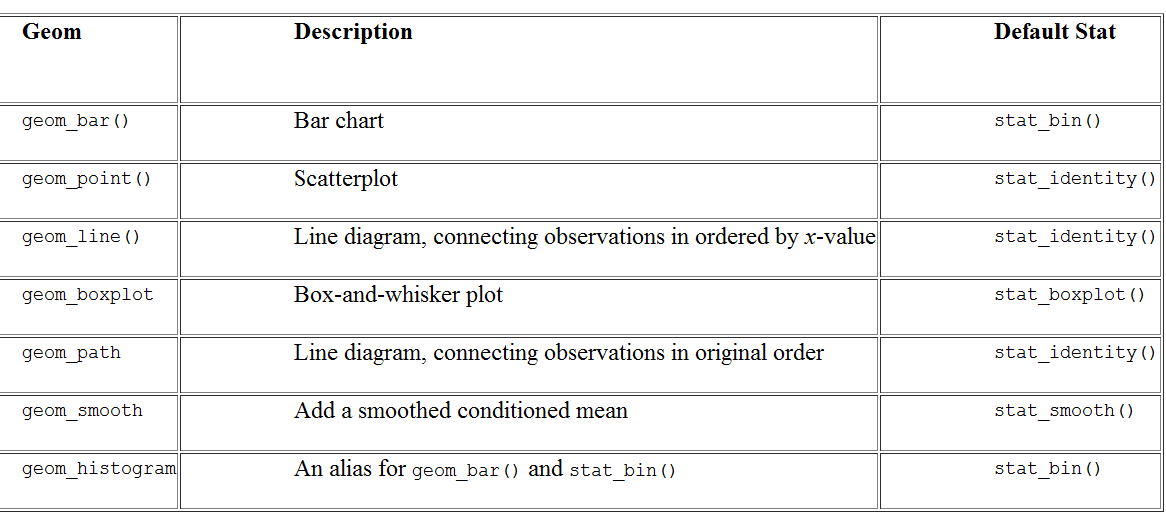 Geom Description Default Stat
geom_bar() Bar chart stat_bin()
geom_point() Scatterplot stat_identity()
geom_line() Line diagram, connecting observations in ordered by x-value stat_identity()
geom_boxplot Box-and-whisker plot stat_boxplot()
geom_path Line diagram, connecting observations in original order stat_identity()
geom_smooth Add a smoothed conditioned mean stat_smooth()
geom_histogram An alias for geom_bar() and stat_bin() stat_bin()